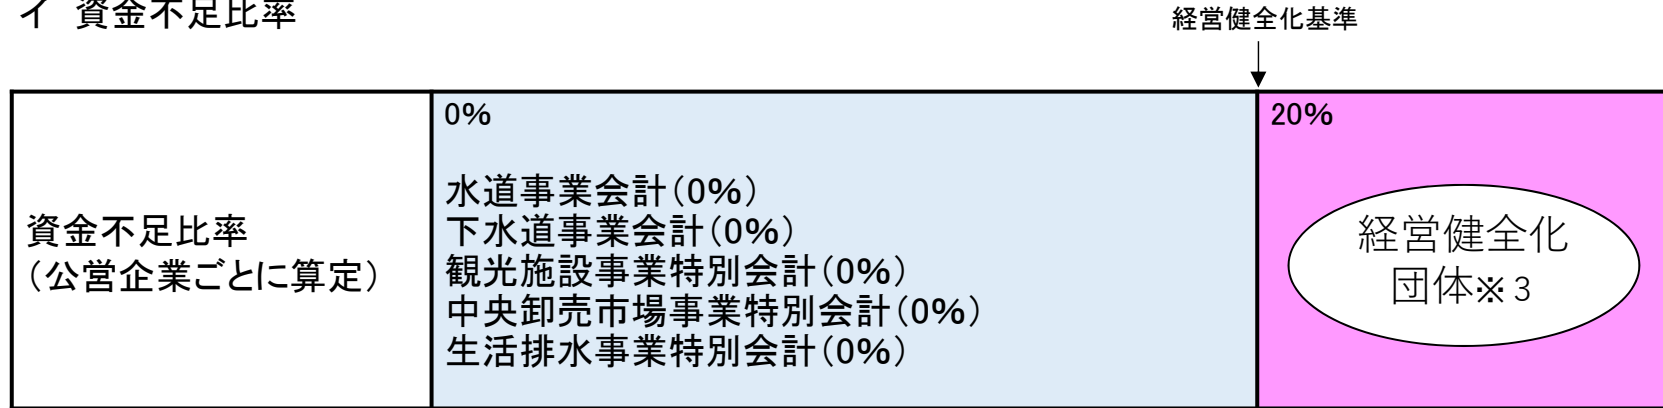 イ 資金不足比率
経営健全化基準
0%
20%
資金不足比率
（公営企業ごとに算定）
水道事業会計（0%）
下水道事業会計（0%）
観光施設事業特別会計（0%）
中央卸売市場事業特別会計（0%）
生活排水事業特別会計（0%）
経営健全化
団体※3